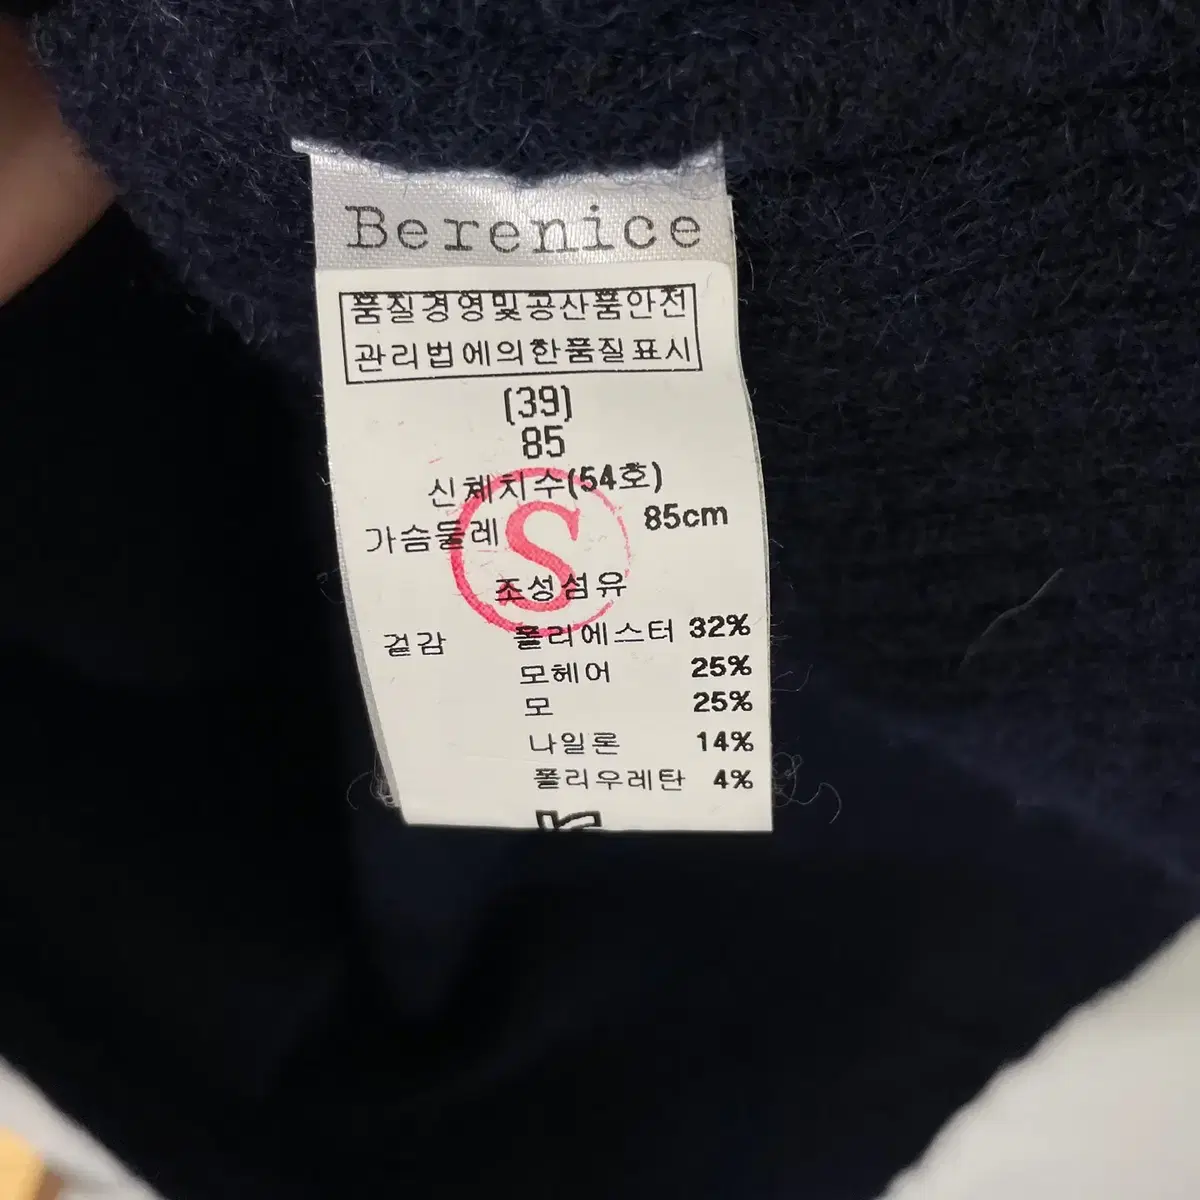 Berenice
품질경영및공산품안전
관리법에의한품질표시
(39)
85
신체치수(54호)
가슴둘레 85cm
S
조성섬유
겉감 폴리에스터 32%
모헤어 25%
모 25%
나일론 14%
폴리우레탄 4%